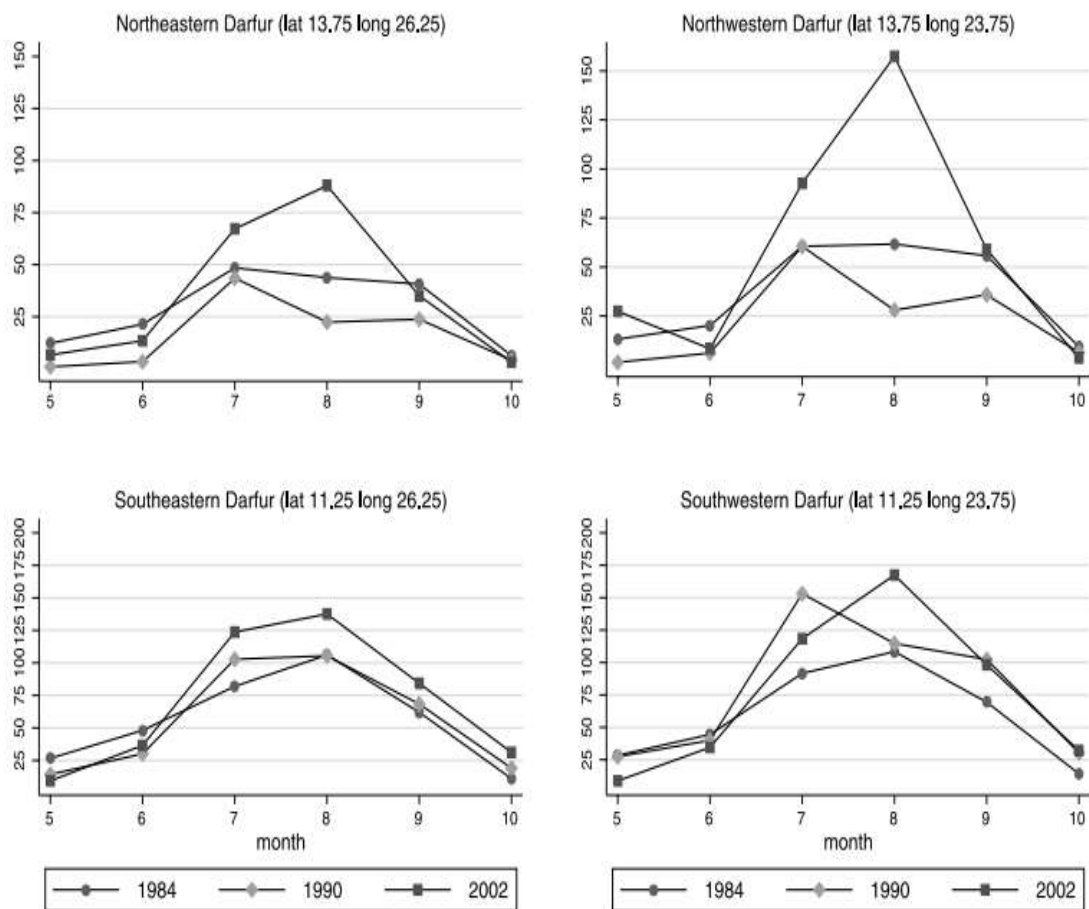 Northeastern Darfur (lat 13.75 long 26.25)
150
125
100
75
50
25
5 6 7 8 9 10
Northwestern Darfur (lat 13.75 long 23.75)
150
125
100
75
50
25
5 6 7 8 9 10
Southeastern Darfur (lat 11.25 long 26.25)
200
175
150
125
100
75
50
25
5 6 7 8 9 10
month
1984 1990 2002
Southwestern Darfur (lat 11.25 long 23.75)
200
175
150
125
100
75
50
25
5 6 7 8 9 10
month
1984 1990 2002